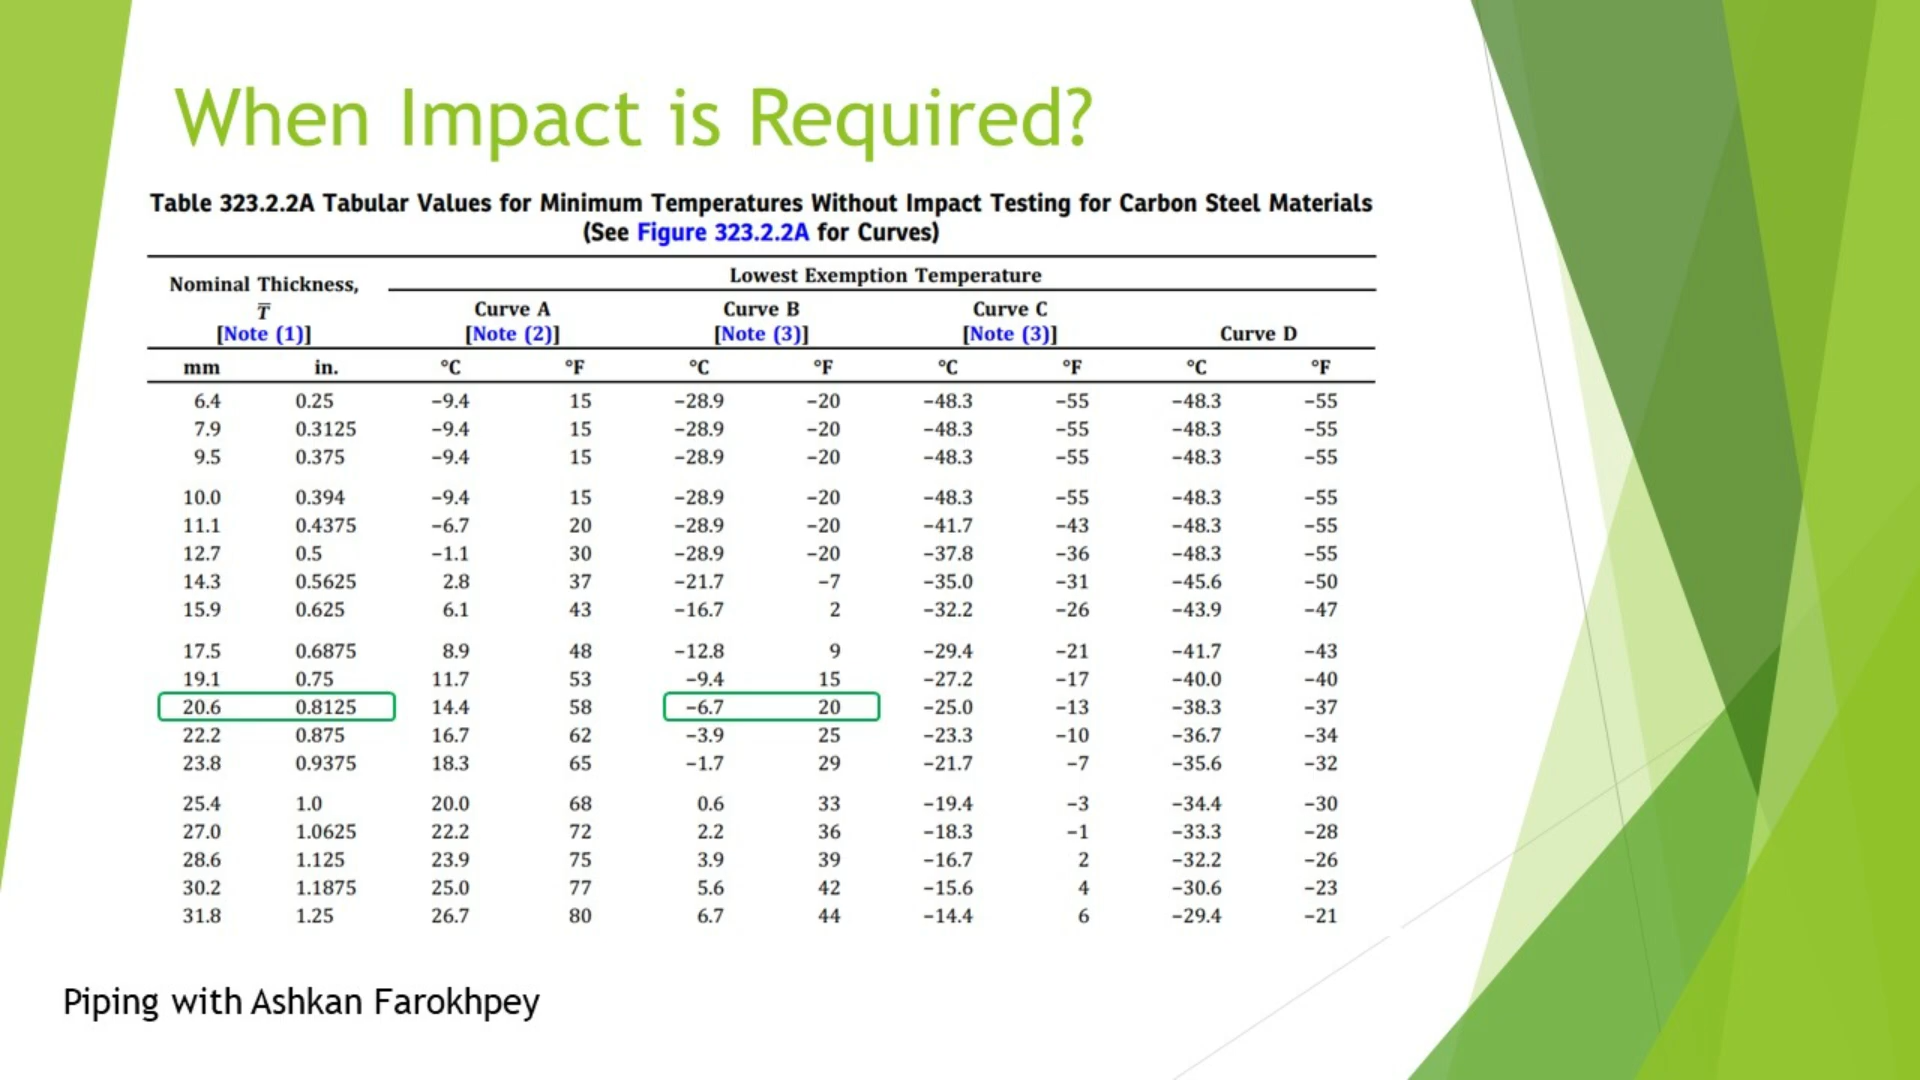 When Impact is Required?
Table 323.2.2A Tabular Values for Minimum Temperatures Without Impact Testing for Carbon Steel Materials
(See Figure 323.2.2A for Curves)
Nominal Thickness,
T̅
[Note (1)]
Lowest Exemption Temperature
Curve A
[Note (2)]
Curve B
[Note (3)]
Curve C
[Note (3)]
Curve D
mm in. °C °F °C °F °C °F °C °F
6.4 0.25 −9.4 15 −28.9 −20 −48.3 −55 −48.3 −55
7.9 0.3125 −9.4 15 −28.9 −20 −48.3 −55 −48.3 −55
9.5 0.375 −9.4 15 −28.9 −20 −48.3 −55 −48.3 −55
10.0 0.394 −9.4 15 −28.9 −20 −48.3 −55 −48.3 −55
11.1 0.4375 −6.7 20 −28.9 −20 −41.7 −43 −48.3 −55
12.7 0.5 −1.1 30 −28.9 −20 −37.8 −36 −48.3 −55
14.3 0.5625 2.8 37 −21.7 −7 −35.0 −31 −45.6 −50
15.9 0.625 6.1 43 −16.7 2 −32.2 −26 −43.9 −47
17.5 0.6875 8.9 48 −12.8 9 −29.4 −21 −41.7 −43
19.1 0.75 11.7 53 −9.4 15 −27.2 −17 −40.0 −40
20.6 0.8125 14.4 58 −6.7 20 −25.0 −13 −38.3 −37
22.2 0.875 16.7 62 −3.9 25 −23.3 −10 −36.7 −34
23.8 0.9375 18.3 65 −1.7 29 −21.7 −7 −35.6 −32
25.4 1.0 20.0 68 0.6 33 −19.4 −3 −34.4 −30
27.0 1.0625 22.2 72 2.2 36 −18.3 −1 −33.3 −28
28.6 1.125 23.9 75 3.9 39 −16.7 2 −32.2 −26
30.2 1.1875 25.0 77 5.6 42 −15.6 4 −30.6 −23
31.8 1.25 26.7 80 6.7 44 −14.4 6 −29.4 −21
Piping with Ashkan Farokhpey